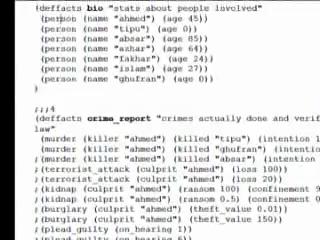 (deffacts bio "stats about people involved"
(person (name "ahmed") (age 45))
(person (name "tipu") (age 0))
(person (name "absar") (age 85))
(person (name "azhar") (age 64))
(person (name "fakhar") (age 24))
(person (name "islam") (age 27))
(person (name "ghufran") (age 0))
)
;;;4
(deffacts crime_report "crimes actually done and verif
law"
(murder (killer "ahmed") (killed "tipu") (intention 1
(murder (killer "ahmed") (killed "ghufran") (intention
(murder (killer "ahmed") (killed "absar") (intention
;(terrorist_attack (culprit "ahmed") (loss 100))
;(terrorist_attack (culprit "ahmed") (loss 20))
;(kidnap (culprit "ahmed") (ransom 100) (confinement 9
;(kidnap (culprit "ahmed") (ransom 0.5) (confinement 0
;(burglary (culprit "ahmed") (theft_value 0.01))
;(burglary (culprit "ahmed") (theft_value 150))
;(plead_guilty (on_hearing 1))
;(plead_guilty (on_hearing 6))